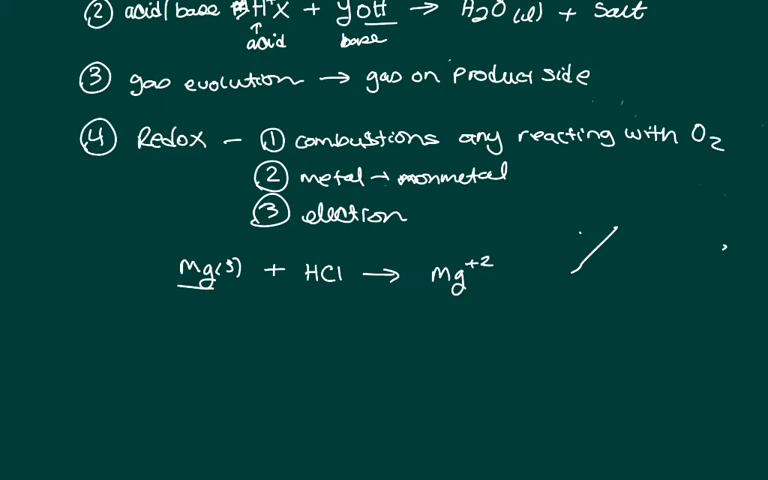 ② acid/base H⁺X + YOH → H₂O(l) + Salt
↑ acid base
③ gas evolution → gas on product side
④ Redox - ① combustions any reacting with O₂
② metal + nonmetal
③ election
Mg(s) + HCl → Mg⁺²